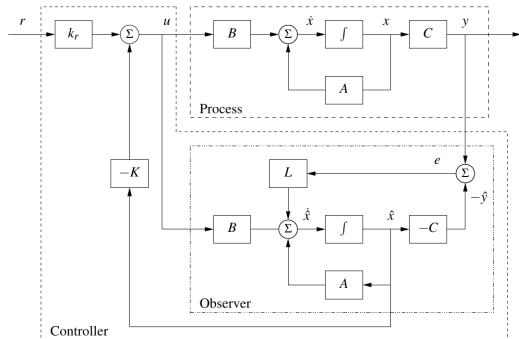 r
k_r
Σ
u
B
Σ
ẋ
∫
x
C
y
A
Process
−K
L
e
Σ
−ŷ
B
Σ
x̂̇
∫
x̂
−C
A
Observer
Controller